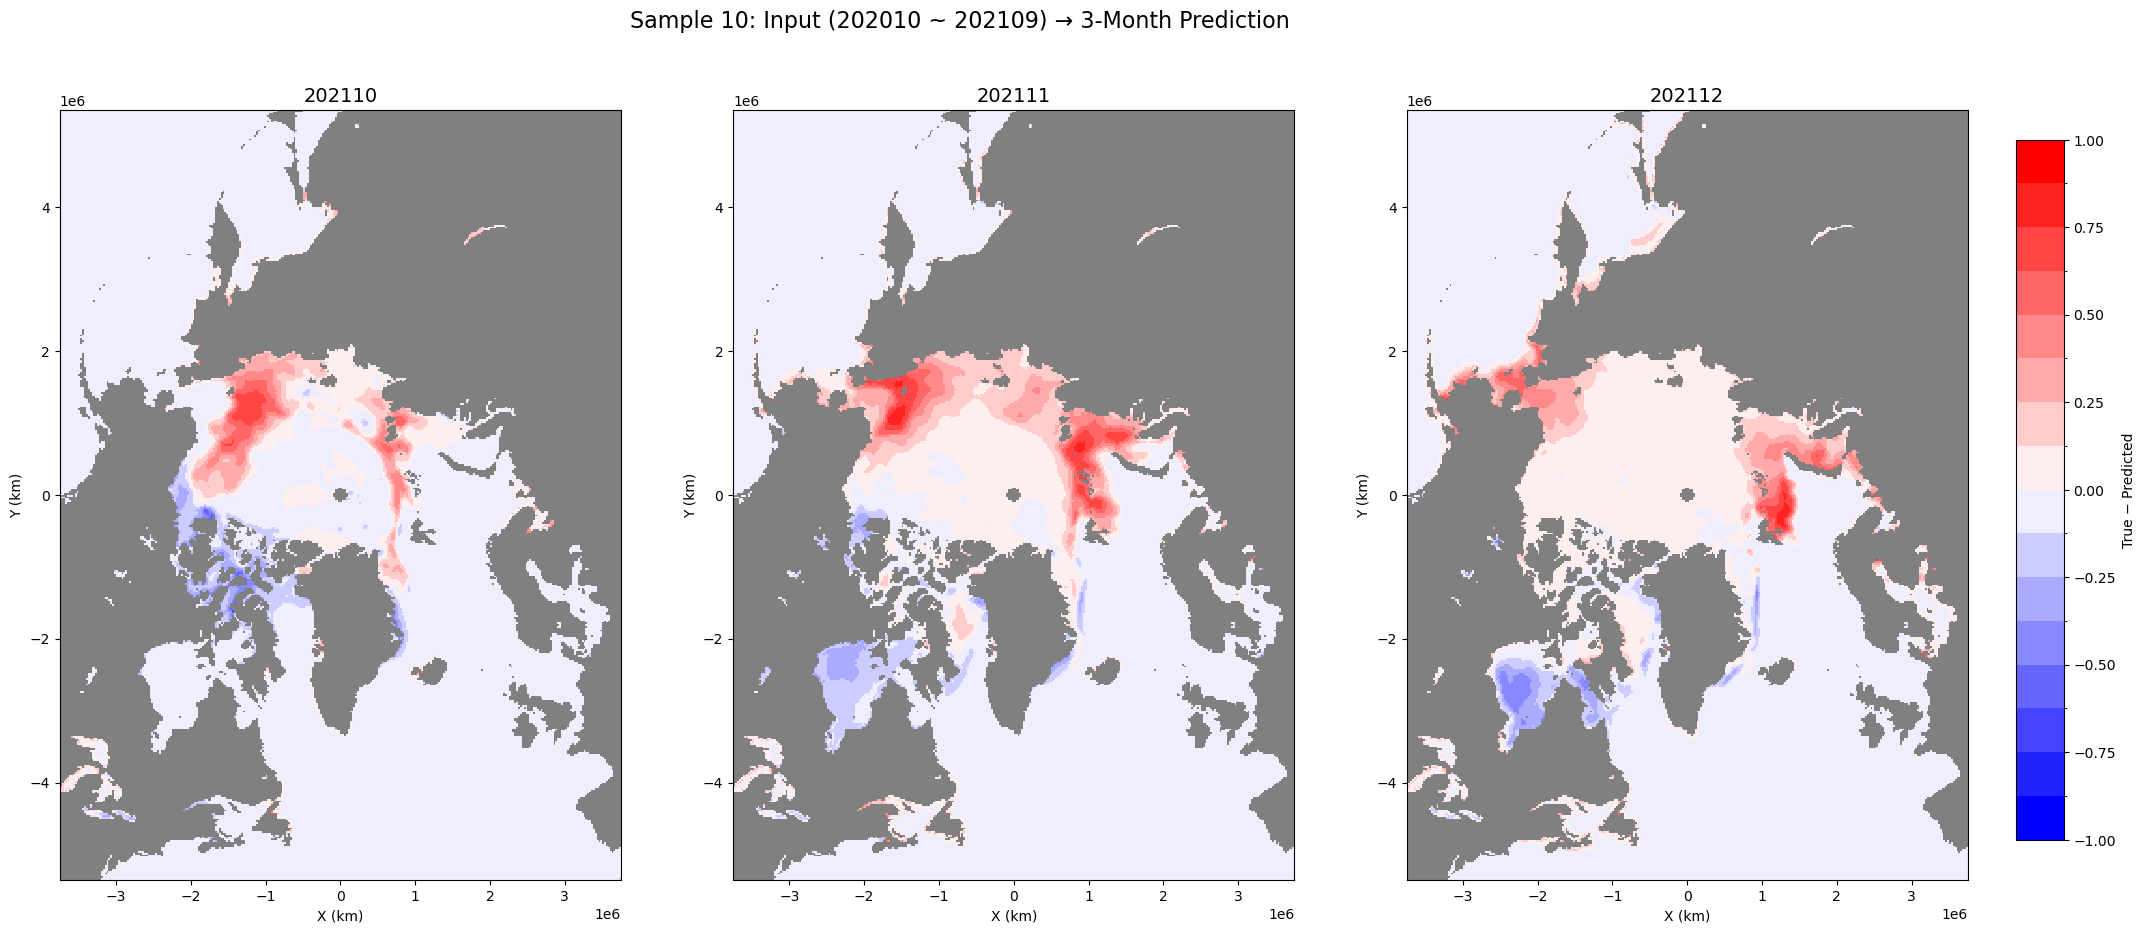 Sample 10: Input (202010 ~ 202109) → 3-Month Prediction
202110
1e6
4
2
0
−2
−4
Y (km)
−3 −2 −1 0 1 2 3
X (km)
1e6
202111
1e6
4
2
0
−2
−4
Y (km)
−3 −2 −1 0 1 2 3
X (km)
1e6
202112
1e6
4
2
0
−2
−4
Y (km)
−3 −2 −1 0 1 2 3
X (km)
1e6
1.00
0.75
0.50
0.25
0.00
−0.25
−0.50
−0.75
−1.00
True − Predicted